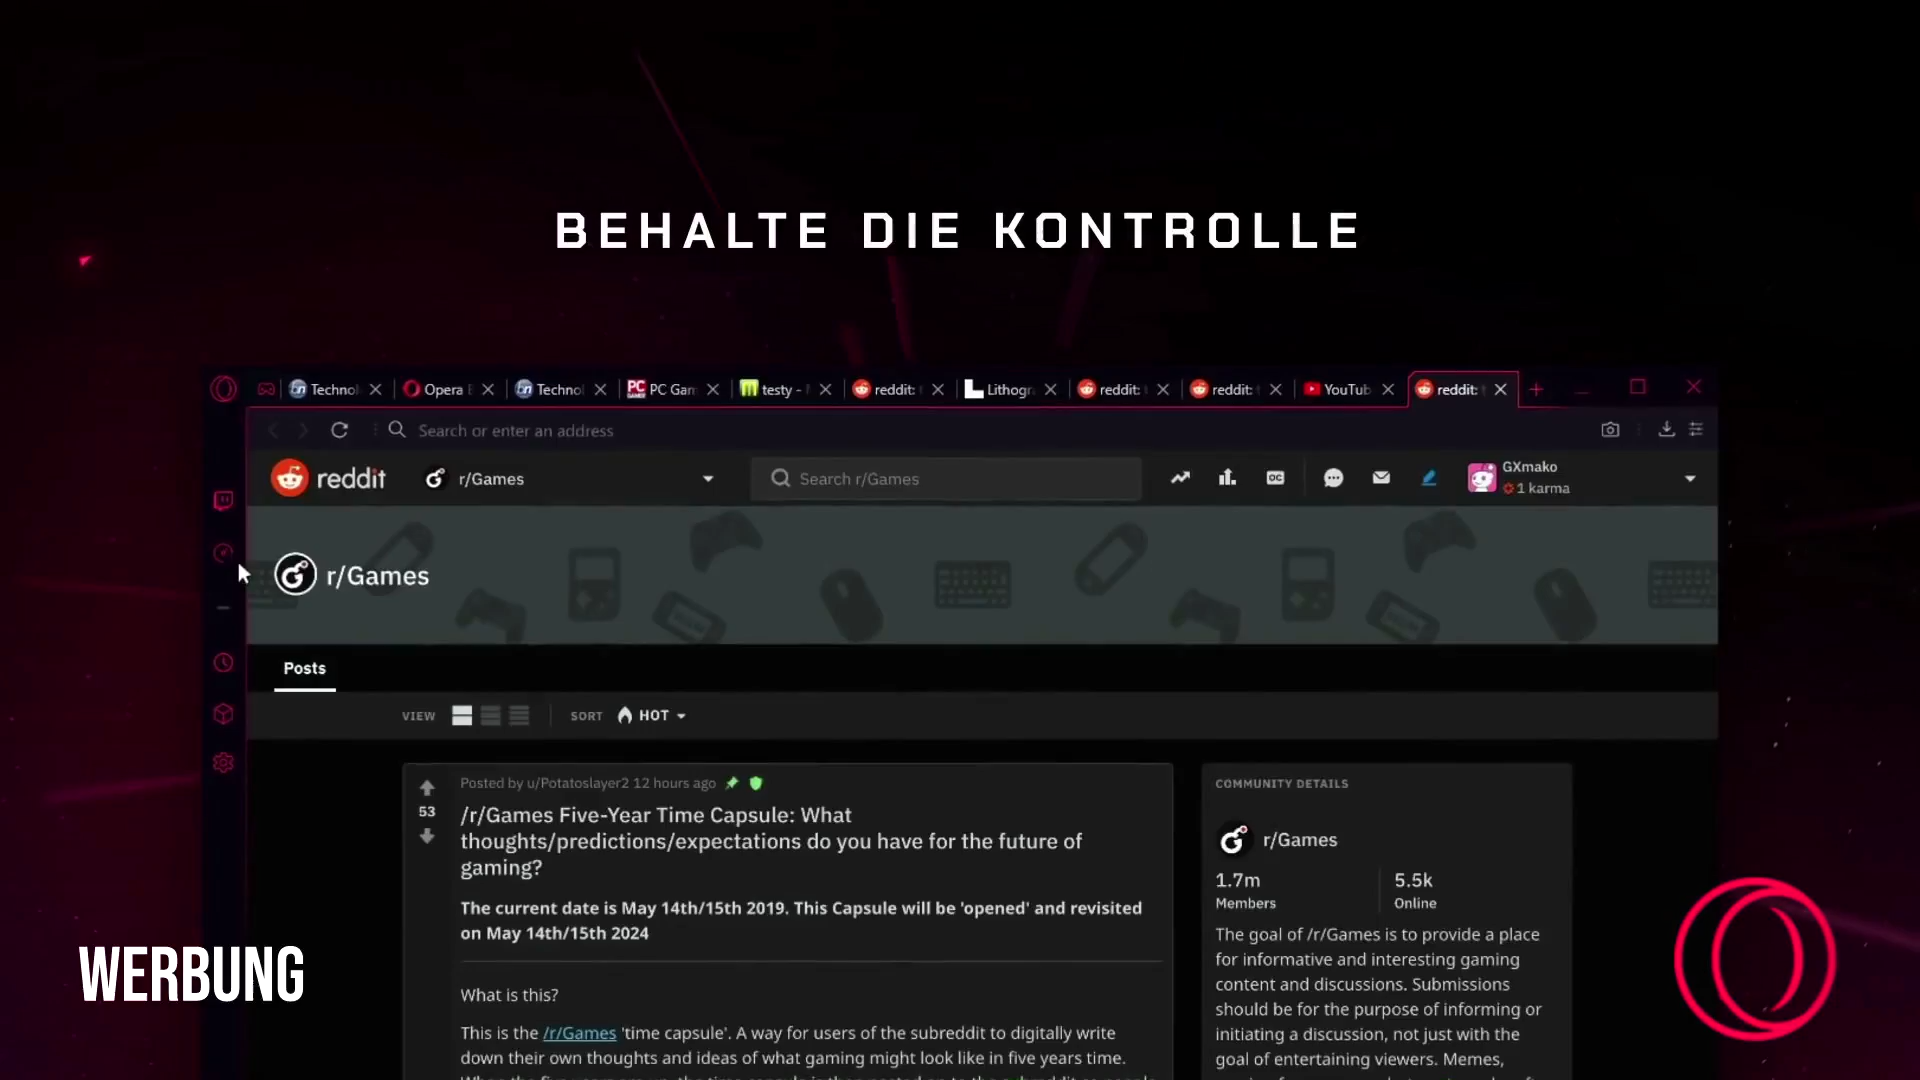 BEHALTE DIE KONTROLLE
Techno Opera Techno PC Gam testy - reddit: Lithogr reddit: reddit: YouTub reddit:
Search or enter an address
reddit r/Games Search r/Games OC GXmako
1 karma
r/Games
Posts
VIEW SORT HOT
Posted by u/Potatoslayer2 12 hours ago
53
/r/Games Five-Year Time Capsule: What
thoughts/predictions/expectations do you have for the future of
gaming?
The current date is May 14th/15th 2019. This Capsule will be 'opened' and revisited
on May 14th/15th 2024
What is this?
This is the /r/Games 'time capsule'. A way for users of the subreddit to digitally write
down their own thoughts and ideas of what gaming might look like in five years time.
COMMUNITY DETAILS
r/Games
1.7m 5.5k
Members Online
The goal of /r/Games is to provide a place
for informative and interesting gaming
content and discussions. Submissions
should be for the purpose of informing or
initiating a discussion, not just with the
goal of entertaining viewers. Memes,
WERBUNG